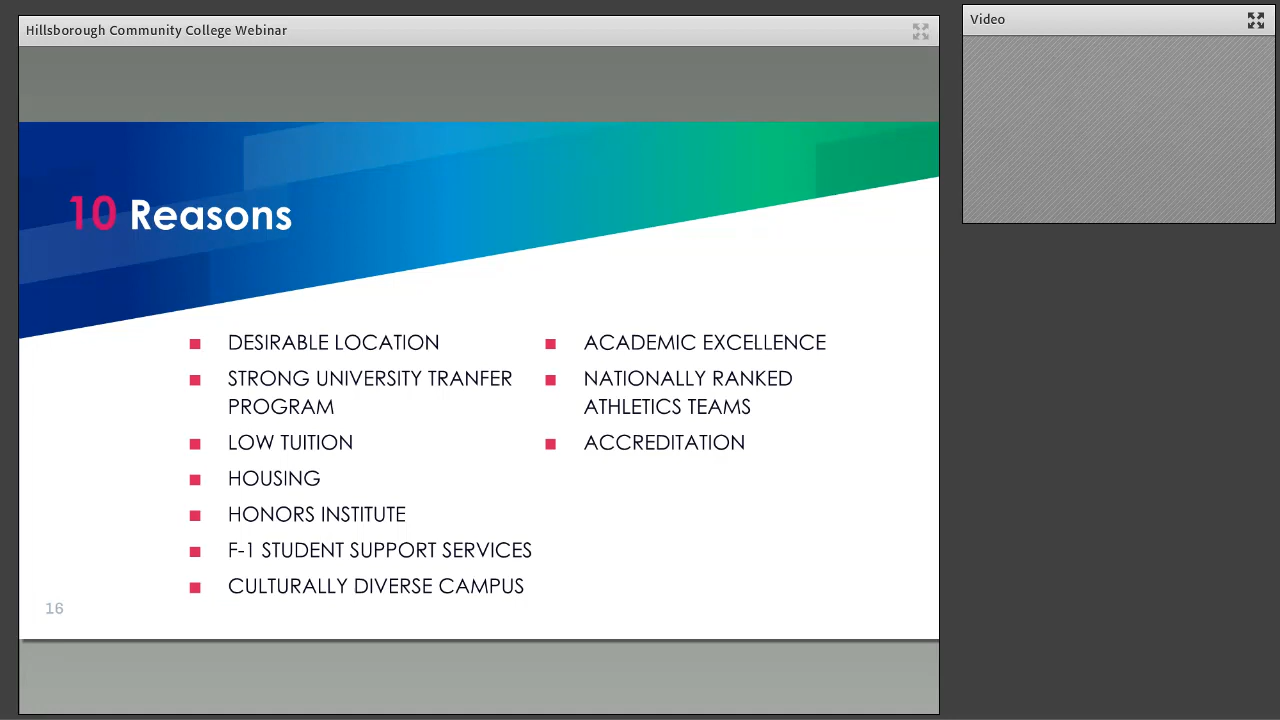 Hillsborough Community College Webinar
Video
10 Reasons
DESIRABLE LOCATION
STRONG UNIVERSITY TRANFER
PROGRAM
LOW TUITION
HOUSING
HONORS INSTITUTE
F-1 STUDENT SUPPORT SERVICES
CULTURALLY DIVERSE CAMPUS
ACADEMIC EXCELLENCE
NATIONALLY RANKED
ATHLETICS TEAMS
ACCREDITATION
16